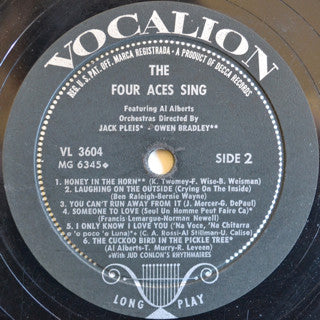 VOCALION
REG. U. S. PAT. OFF. MARCA REGISTRADA • A PRODUCT OF DECCA RECORDS
THE
FOUR ACES SING
Featuring Al Alberts
Orchestras Directed By
JACK PLEIS* - OWEN BRADLEY**
VL 3604
MG 6345◆
SIDE 2
1. HONEY IN THE HORN** (K. Twomey-F. Wise-B. Weisman)
2. LAUGHING ON THE OUTSIDE (Crying On The Inside)
(Ben Raleigh-Bernie Wayne)
3. YOU CAN'T RUN AWAY FROM IT (J. Mercer-G. DePaul)
4. SOMEONE TO LOVE (Seul Un Homme Peut Faire Ca)*
(Francis-Lemarque-Norman Newell)
5. I ONLY KNOW I LOVE YOU ('Na Voce, 'Na Chitarra
'e 'o poco 'e Luna)* (C. A. Rossi-Al Stillman-U. Calise)
6. THE CUCKOO BIRD IN THE PICKLE TREE*
(Al Alberts-T. Murry-R. Leveen)
With JUD CONLON'S RHYTHMAIRES
LONG PLAY